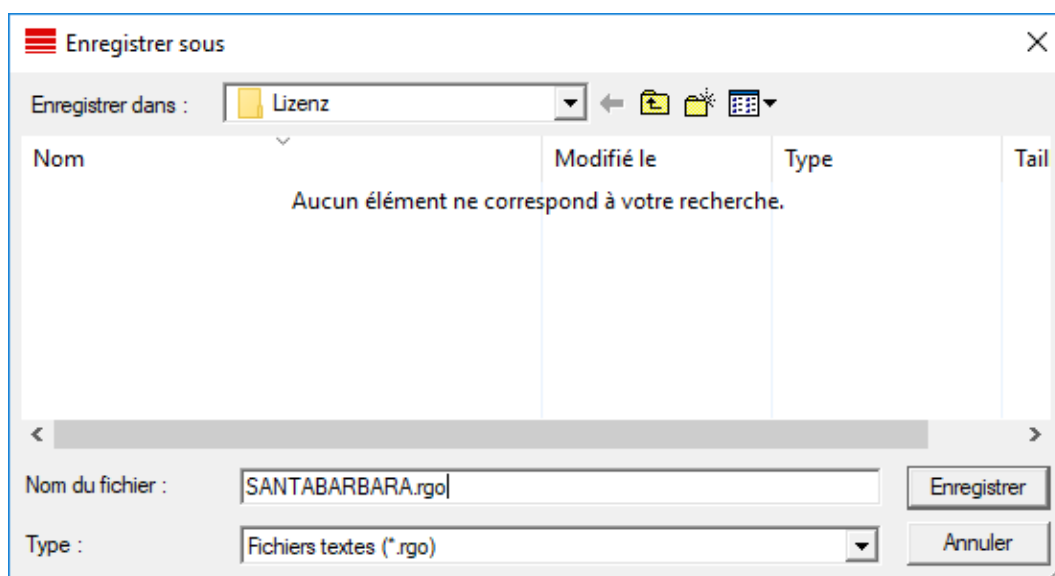 Enregistrer sous
Enregistrer dans : Lizenz
Nom Modifié le Type Tail
Aucun élément ne correspond à votre recherche.
Nom du fichier : SANTABARBARA.rgo Enregistrer
Type : Fichiers textes (*.rgo) Annuler